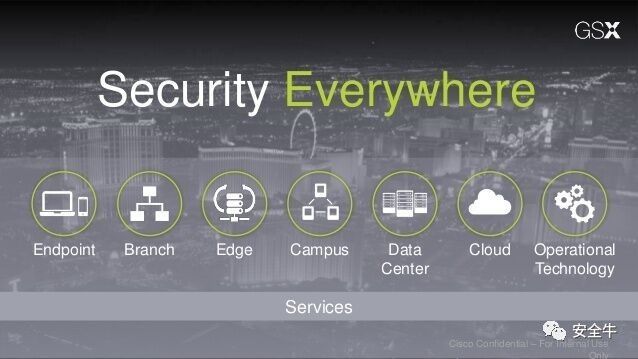 GSX
Security Everywhere
Endpoint
Branch
Edge
Campus
Data
Center
Cloud
Operational
Technology
Services
安全牛
Cisco Confidential – For Internal Use
Only